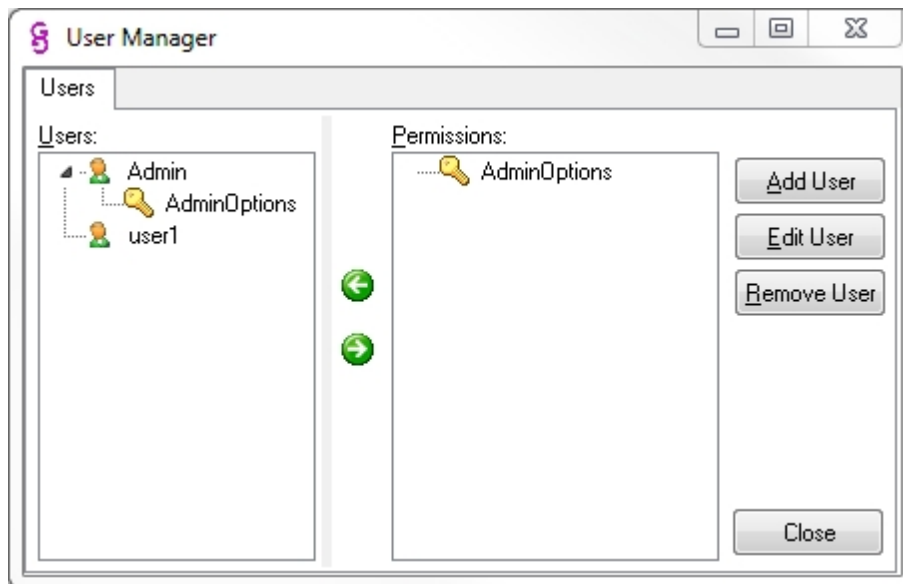 User Manager
Users
Users:
Permissions:
Admin
AdminOptions
user1
AdminOptions
Add User
Edit User
Remove User
Close